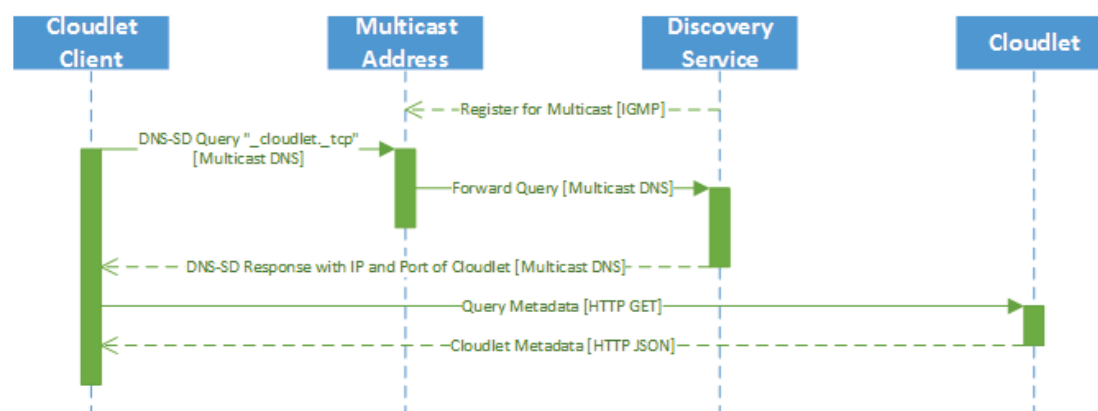 Cloudlet
Client
Multicast
Address
Discovery
Service
Cloudlet
Register for Multicast [IGMP]
DNS-SD Query "_cloudlet._tcp"
[Multicast DNS]
Forward Query [Multicast DNS]
DNS-SD Response with IP and Port of Cloudlet [Multicast DNS]
Query Metadata [HTTP GET]
Cloudlet Metadata [HTTP JSON]